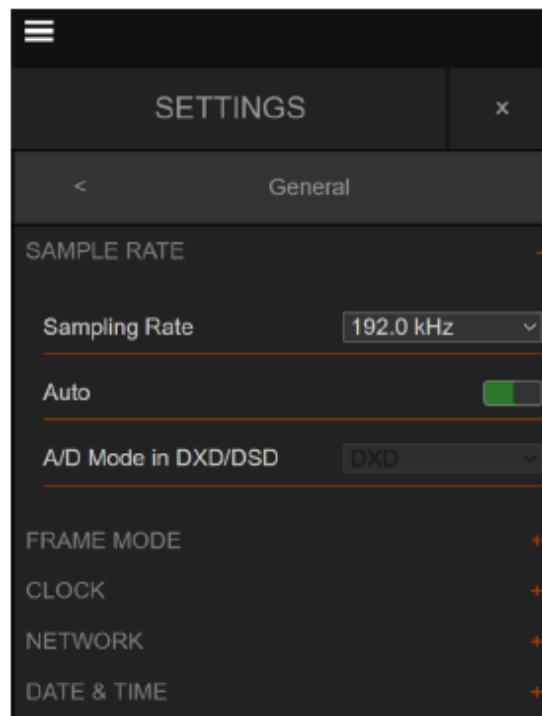 SETTINGS x
< General
SAMPLE RATE -
Sampling Rate 192.0 kHz
Auto
A/D Mode in DXD/DSD DXD
FRAME MODE +
CLOCK +
NETWORK +
DATE & TIME +